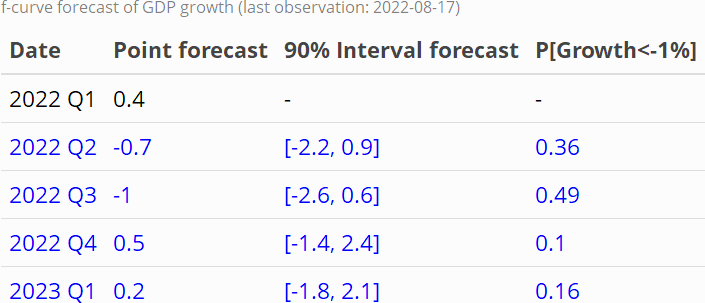 f-curve forecast of GDP growth (last observation: 2022-08-17)
Date Point forecast 90% Interval forecast P[Growth<-1%]
2022 Q1 0.4 - -
2022 Q2 -0.7 [-2.2, 0.9] 0.36
2022 Q3 -1 [-2.6, 0.6] 0.49
2022 Q4 0.5 [-1.4, 2.4] 0.1
2023 Q1 0.2 [-1.8, 2.1] 0.16